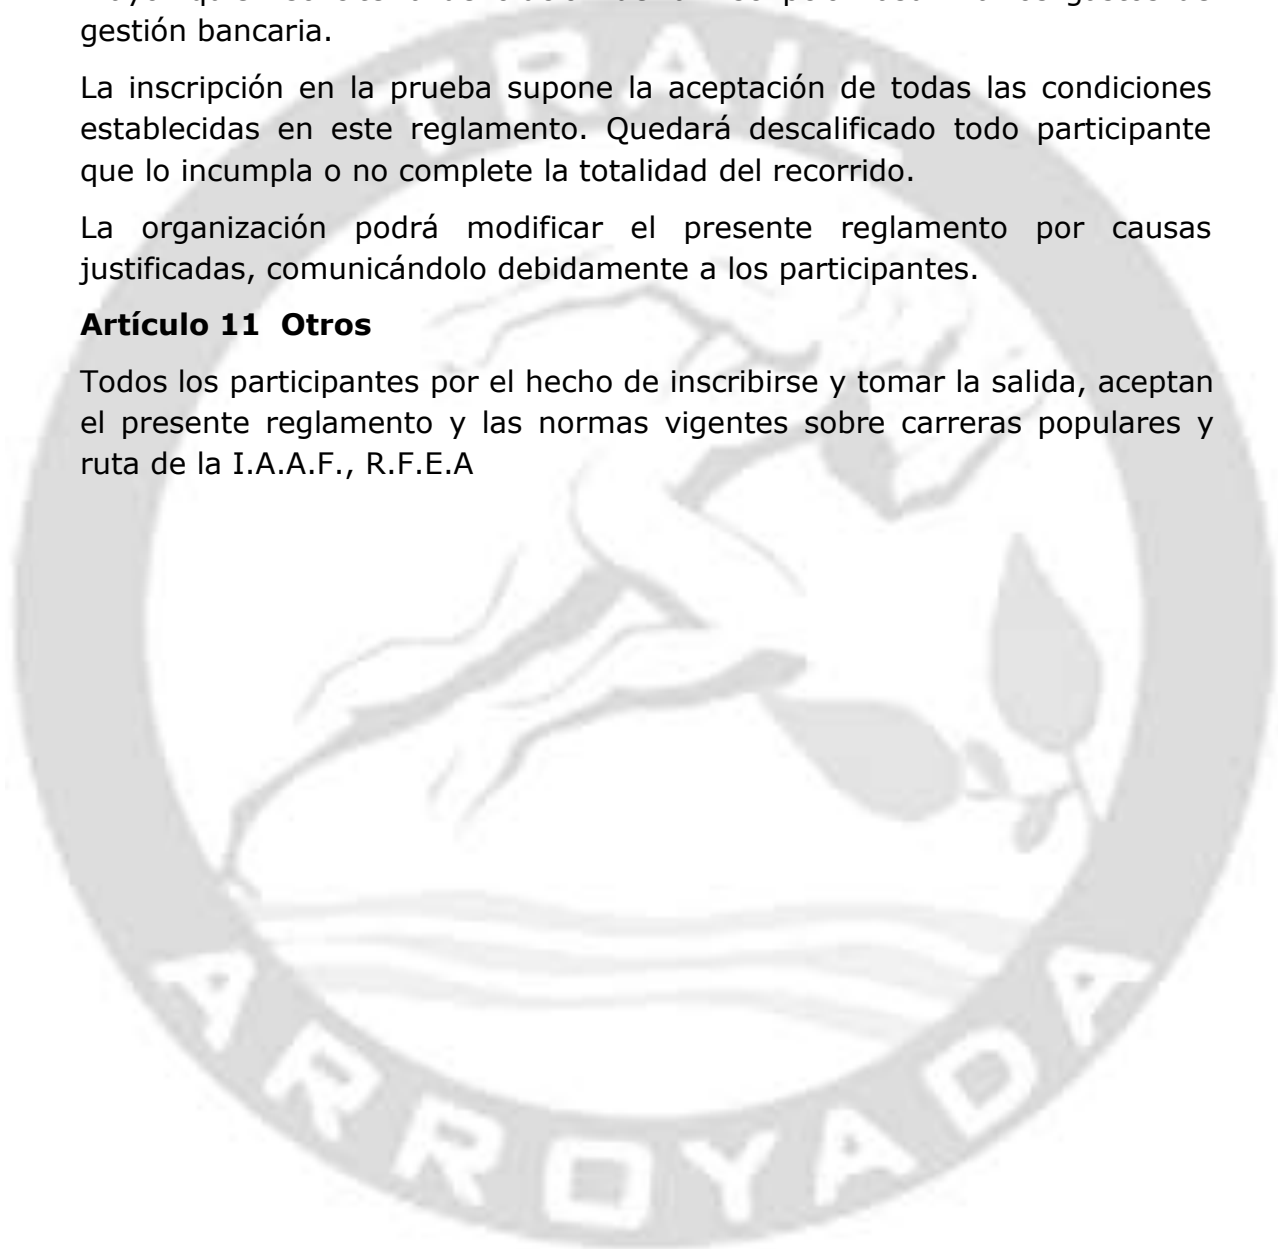 gestión bancaria.
La inscripción en la prueba supone la aceptación de todas las condiciones
establecidas en este reglamento. Quedará descalificado todo participante
que lo incumpla o no complete la totalidad del recorrido.
La organización podrá modificar el presente reglamento por causas
justificadas, comunicándolo debidamente a los participantes.
Artículo 11 Otros
Todos los participantes por el hecho de inscribirse y tomar la salida, aceptan
el presente reglamento y las normas vigentes sobre carreras populares y
ruta de la I.A.A.F., R.F.E.A
TRAIL
ARROYADA